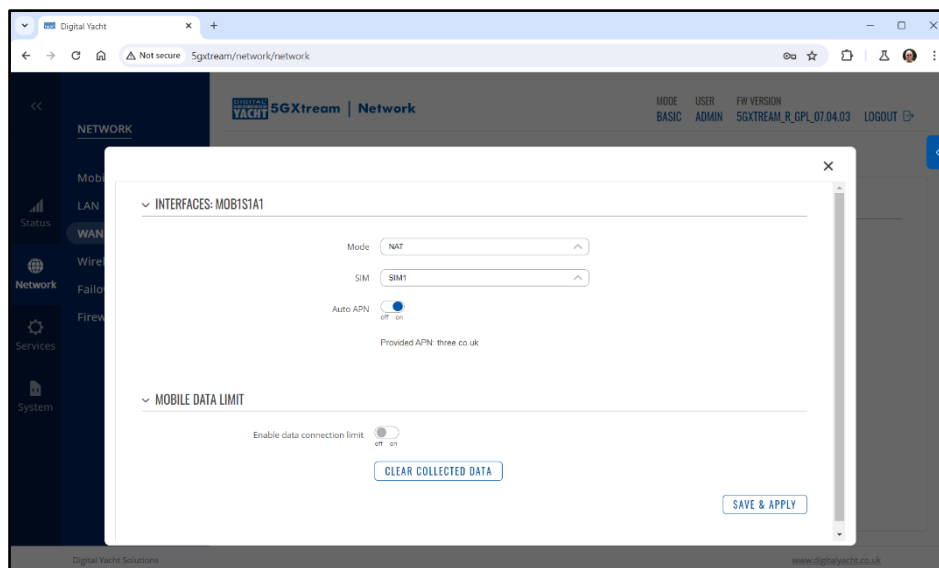 Digital Yacht
Not secure 5gxtream/network/network
DIGITAL YACHT 5GXtream | Network
MODE USER FW VERSION
BASIC ADMIN 5GXTREAM_R_GPL_07.04.03 LOGOUT
NETWORK
Mobi
LAN
WAN
Wirel
Failo
Firew
Status
Network
Services
System
INTERFACES: MOB1S1A1
Mode NAT
SIM SIM1
Auto APN
off on
Provided APN: three.co.uk
MOBILE DATA LIMIT
Enable data connection limit
off on
CLEAR COLLECTED DATA
SAVE & APPLY
Digital Yacht Solutions
www.digitalyacht.co.uk